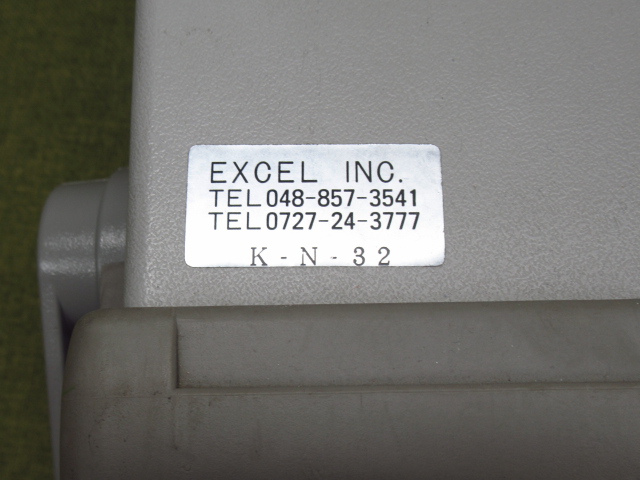 EXCEL INC.
TEL 048-857-3541
TEL 0727-24-3777
K-N-32